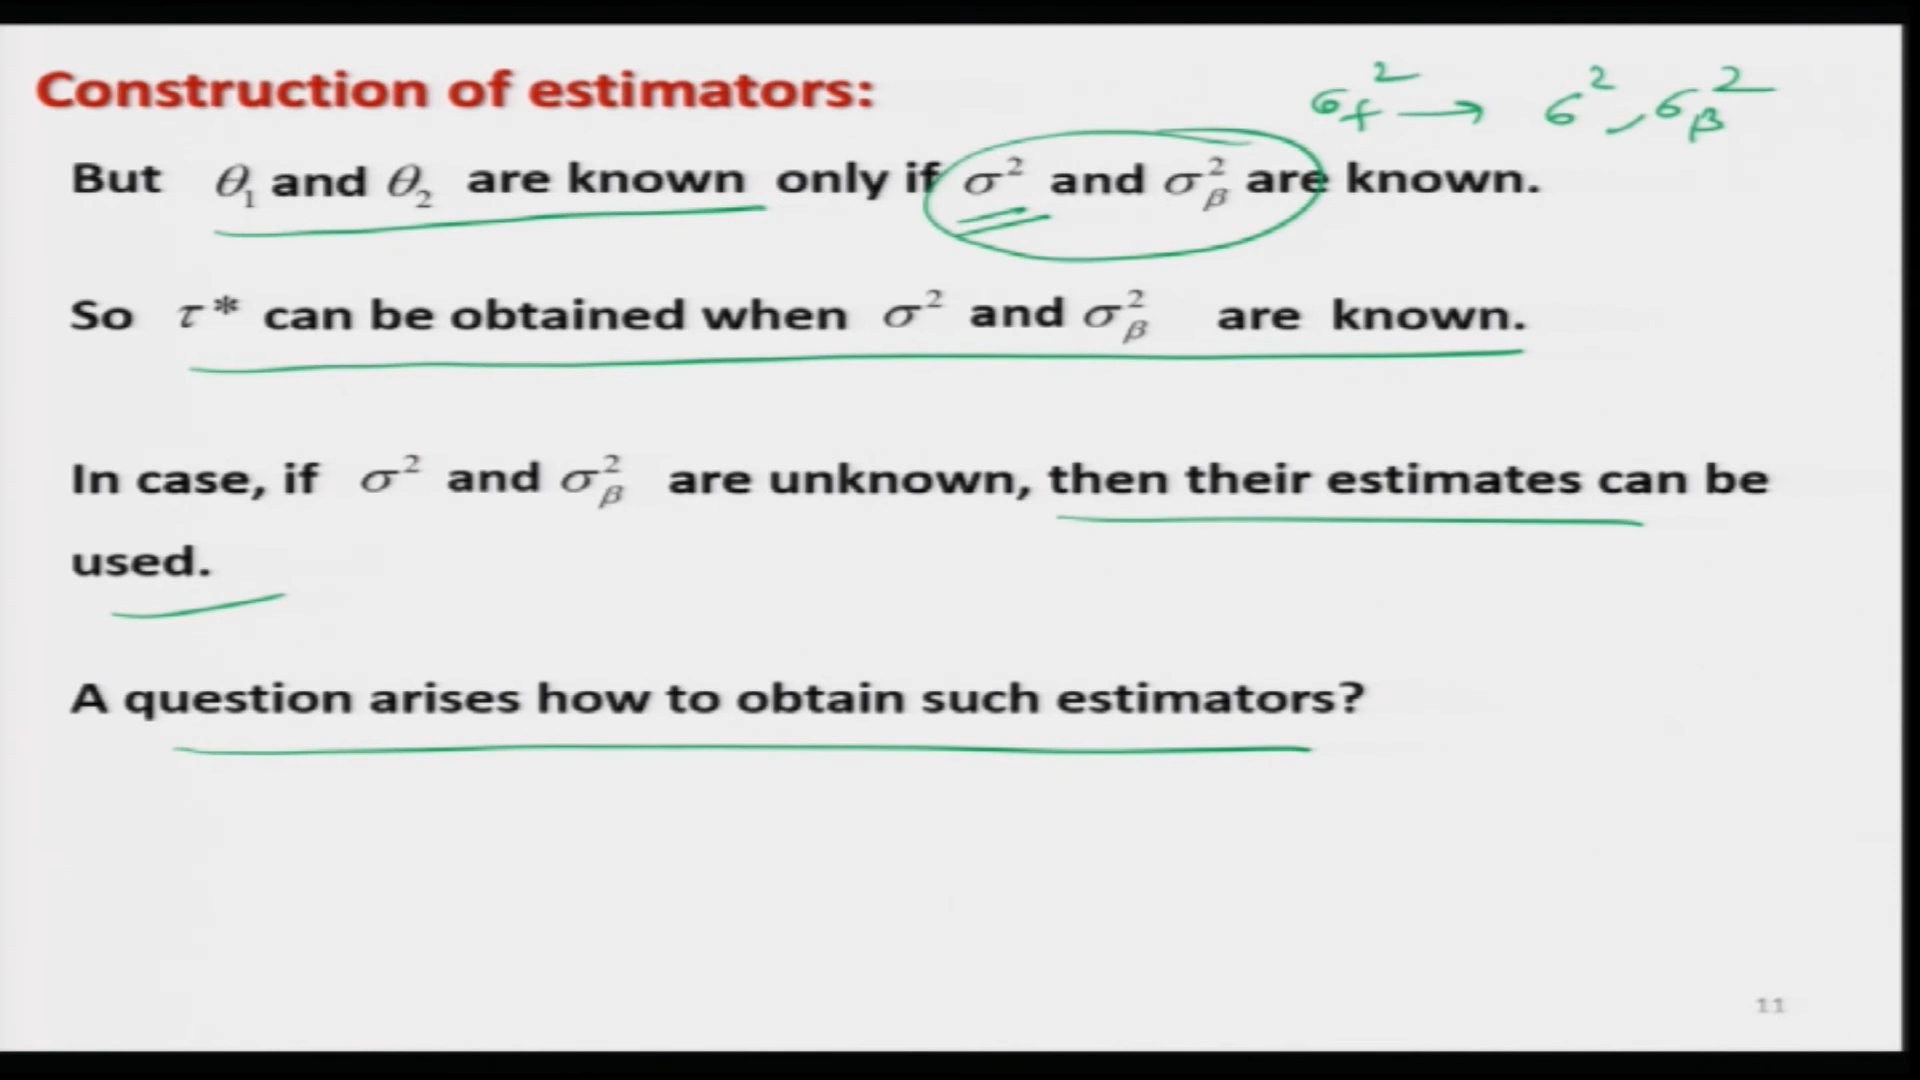 Construction of estimators:
σ_f² → σ², σ_β²
But θ₁ and θ₂ are known only if σ² and σ_β² are known.
So τ* can be obtained when σ² and σ_β² are known.
In case, if σ² and σ_β² are unknown, then their estimates can be
used.
A question arises how to obtain such estimators?
11